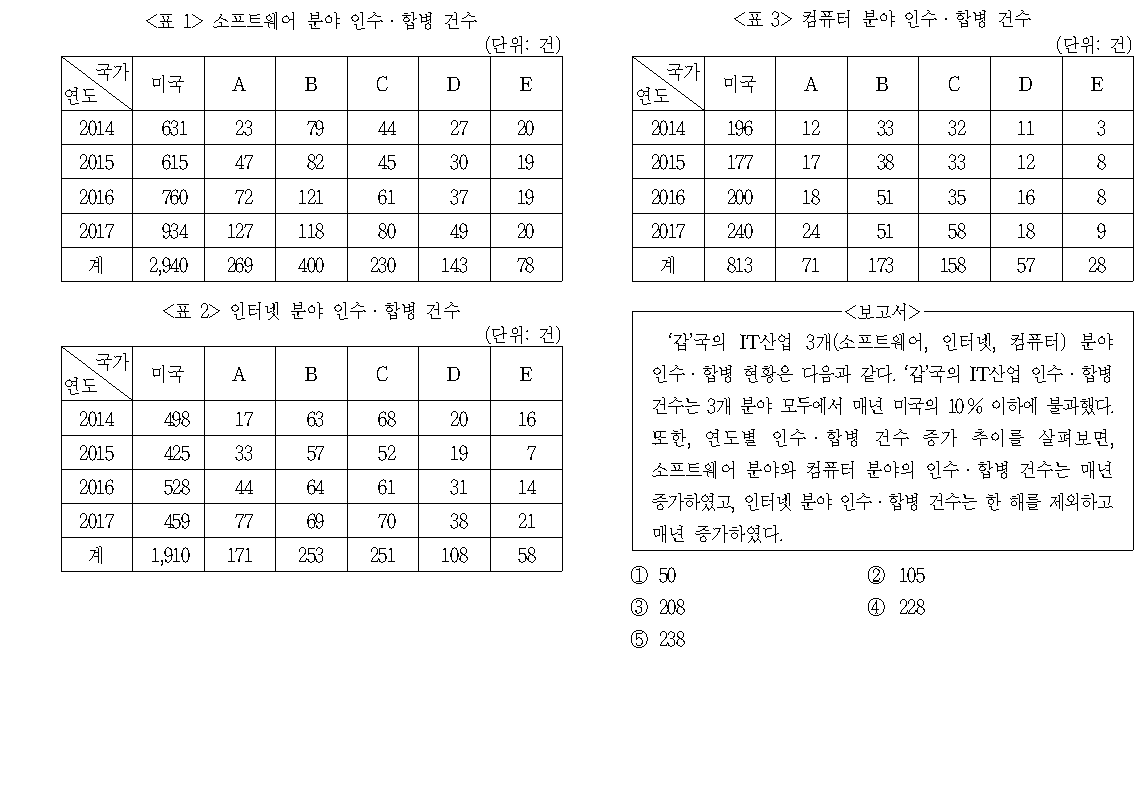 <표 1> 소프트웨어 분야 인수·합병 건수
(단위: 건)
국가
연도 미국 A B C D E
2014 631 23 79 44 27 20
2015 615 47 82 45 30 19
2016 760 72 121 61 37 19
2017 934 127 118 80 49 20
계 2,940 269 400 230 143 78
<표 2> 인터넷 분야 인수·합병 건수
(단위: 건)
국가
연도 미국 A B C D E
2014 498 17 63 68 20 16
2015 425 33 57 52 19 7
2016 528 44 64 61 31 14
2017 459 77 69 70 38 21
계 1,910 171 253 251 108 58
<표 3> 컴퓨터 분야 인수·합병 건수
(단위: 건)
국가
연도 미국 A B C D E
2014 196 12 33 32 11 3
2015 177 17 38 33 12 8
2016 200 18 51 35 16 8
2017 240 24 51 58 18 9
계 813 71 173 158 57 28
<보고서>
‘갑’국의 IT산업 3개(소프트웨어, 인터넷, 컴퓨터) 분야
인수·합병 현황은 다음과 같다. ‘갑’국의 IT산업 인수·합병
건수는 3개 분야 모두에서 매년 미국의 10% 이하에 불과했다.
또한, 연도별 인수·합병 건수 증가 추이를 살펴보면,
소프트웨어 분야와 컴퓨터 분야의 인수·합병 건수는 매년
증가하였고, 인터넷 분야 인수·합병 건수는 한 해를 제외하고
매년 증가하였다.
① 50 ② 105
③ 208 ④ 228
⑤ 238